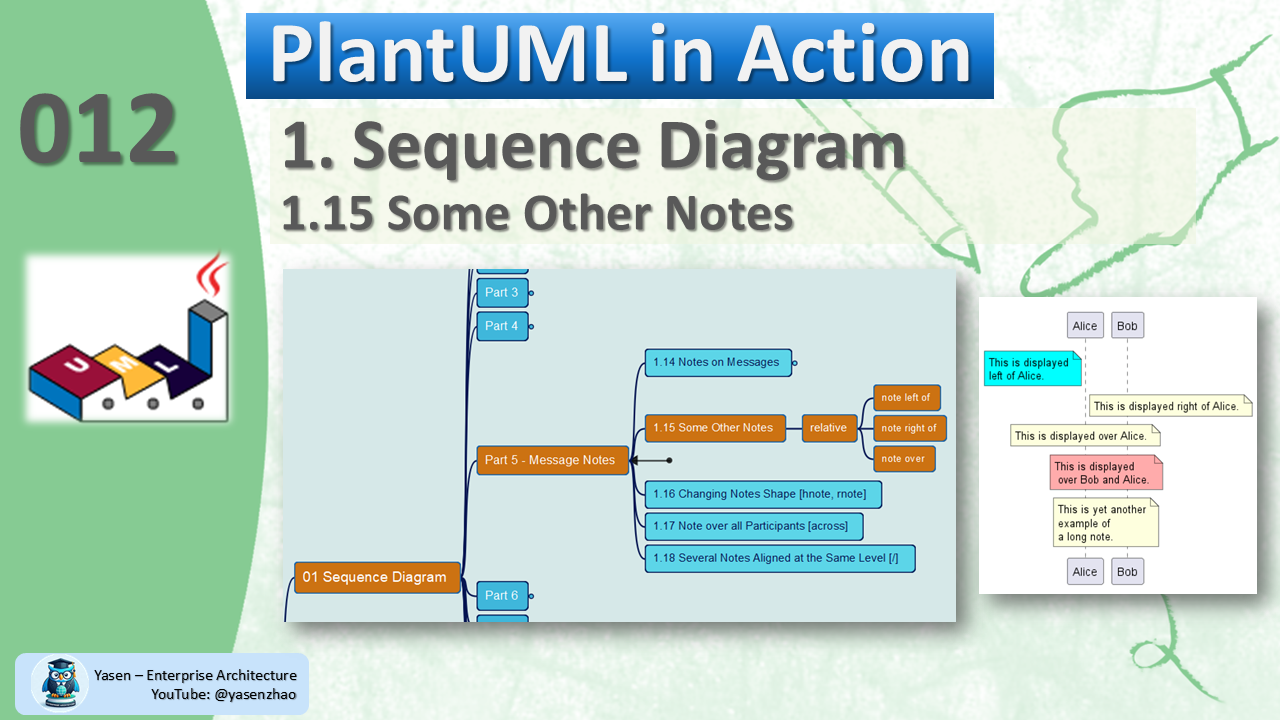 PlantUML in Action
012
1. Sequence Diagram
1.15 Some Other Notes
UML
Part 3
Part 4
1.14 Notes on Messages
note left of
1.15 Some Other Notes
relative
note right of
note over
Part 5 - Message Notes
1.16 Changing Notes Shape [hnote, rnote]
1.17 Note over all Participants [across]
1.18 Several Notes Aligned at the Same Level [/]
01 Sequence Diagram
Part 6
Alice
Bob
This is displayed
left of Alice.
This is displayed right of Alice.
This is displayed over Alice.
This is displayed
over Bob and Alice.
This is yet another
example of
a long note.
Alice
Bob
Yasen – Enterprise Architecture
YouTube: @yasenzhao